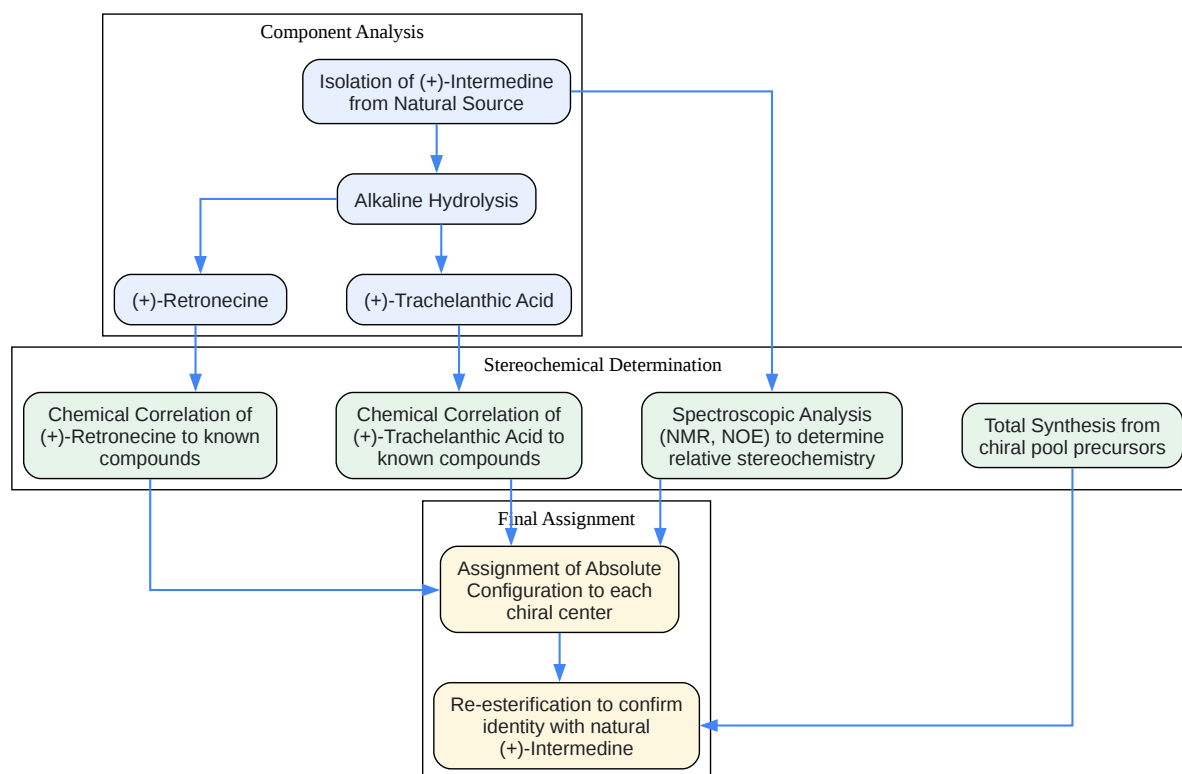 Component Analysis
Isolation of (+)-Intermedine
from Natural Source
Alkaline Hydrolysis
(+)-Retronecine
(+)-Trachelanthic Acid
Stereochemical Determination
Chemical Correlation of
(+)-Retronecine to known
compounds
Chemical Correlation of
(+)-Trachelanthic Acid to
known compounds
Spectroscopic Analysis
(NMR, NOE) to determine
relative stereochemistry
Total Synthesis from
chiral pool precursors
Final Assignment
Assignment of Absolute
Configuration to each
chiral center
Re-esterification to confirm
identity with natural
(+)-Intermedine